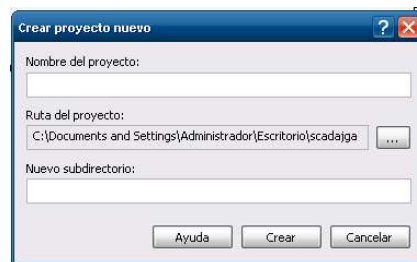 Crear proyecto nuevo
Nombre del proyecto:
Ruta del proyecto:
C:\Documents and Settings\Administrador\Escritorio\scadajga
...
Nuevo subdirectorio:
Ayuda Crear Cancelar